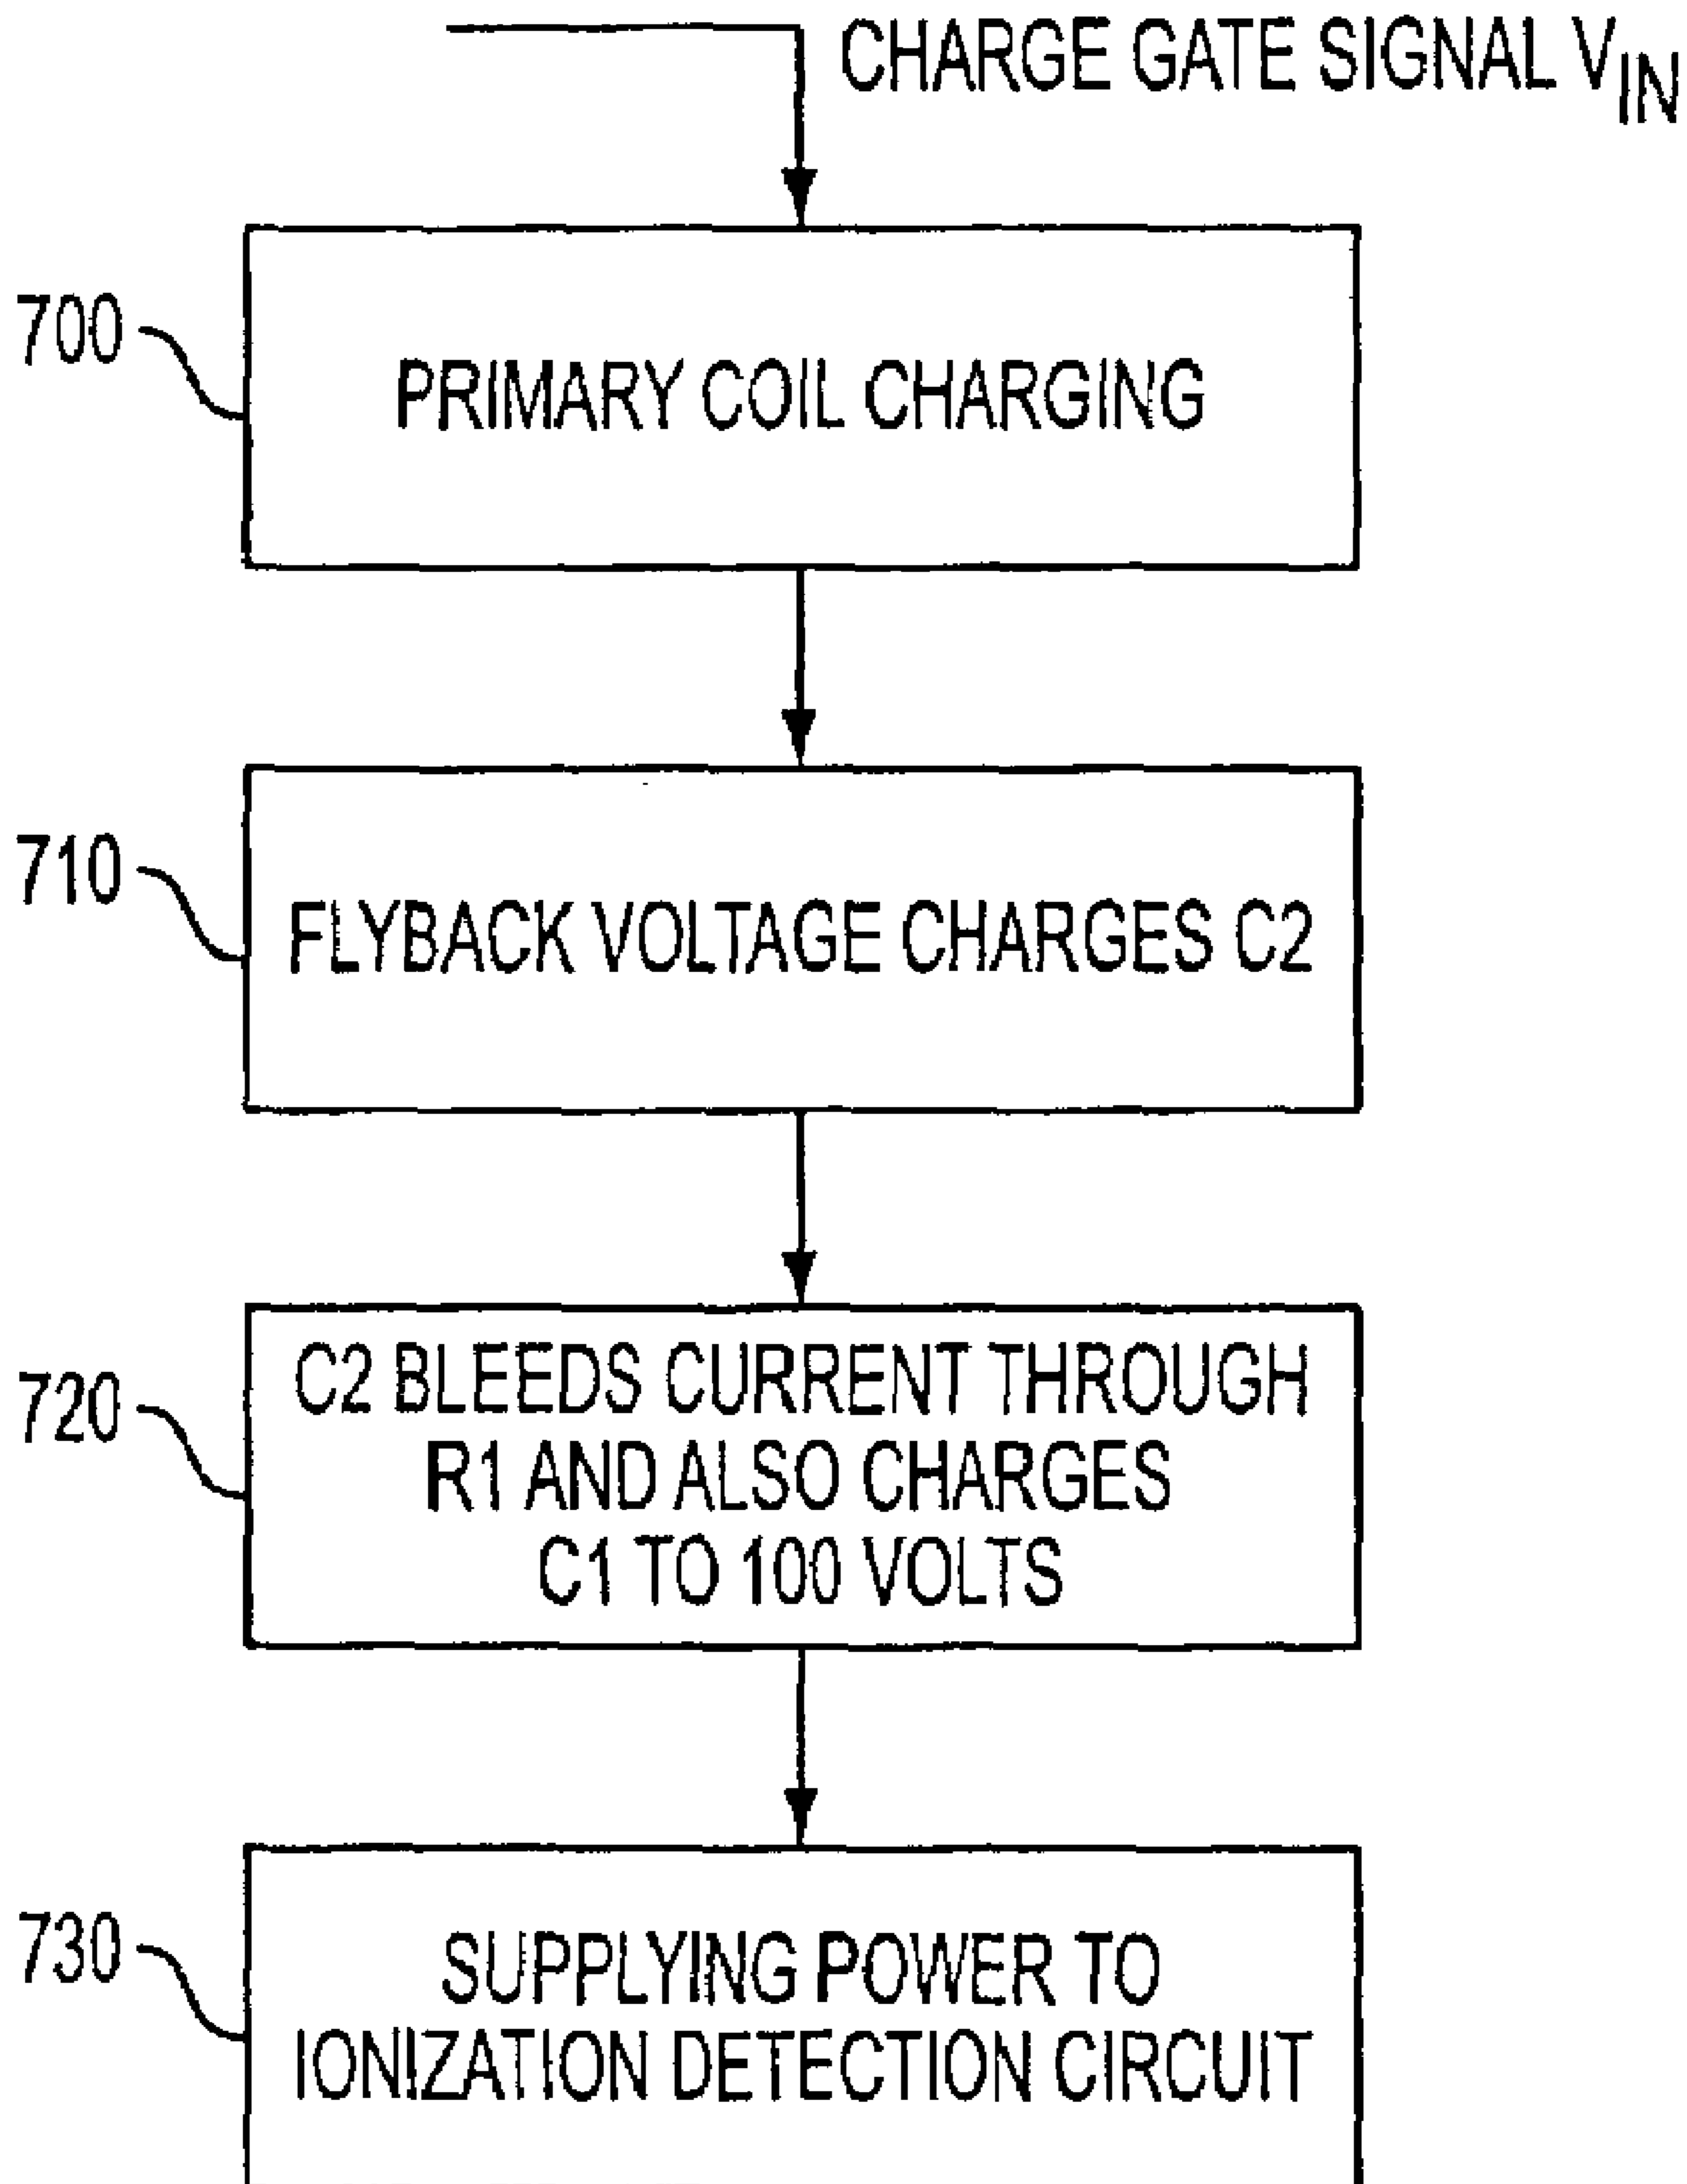 CHARGE GATE SIGNAL VIN
700
PRIMARY COIL CHARGING
710
FLYBACK VOLTAGE CHARGES C2
720
C2 BLEEDS CURRENT THROUGH
R1 AND ALSO CHARGES
C1 TO 100 VOLTS
730
SUPPLYING POWER TO
IONIZATION DETECTION CIRCUIT